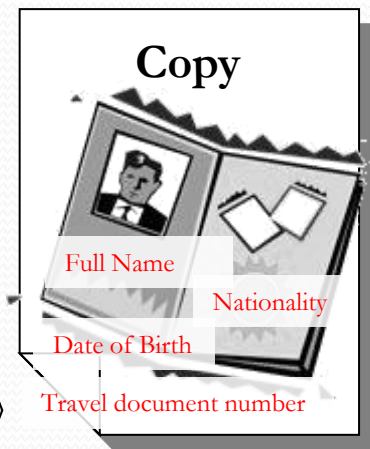 Copy
Full Name
Nationality
Date of Birth
Travel document number